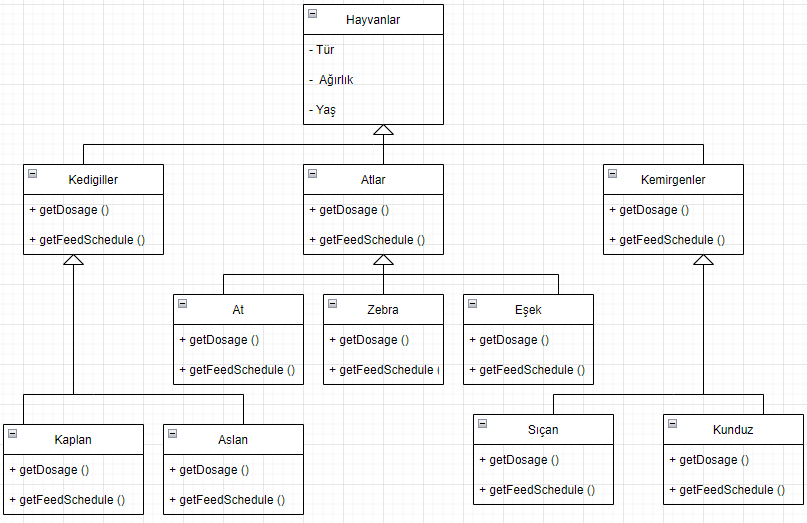 Hayvanlar
- Tür
- Ağırlık
- Yaş
Kedigiller
+ getDosage ()
+ getFeedSchedule ()
Atlar
+ getDosage ()
+ getFeedSchedule ()
Kemirgenler
+ getDosage ()
+ getFeedSchedule ()
At
+ getDosage ()
+ getFeedSchedule ()
Zebra
+ getDosage ()
+ getFeedSchedule (
Eşek
+ getDosage ()
+ getFeedSchedule ()
Kaplan
+ getDosage ()
+ getFeedSchedule ()
Aslan
+ getDosage ()
+ getFeedSchedule ()
Sıçan
+ getDosage ()
+ getFeedSchedule ()
Kunduz
+ getDosage ()
+ getFeedSchedule ()